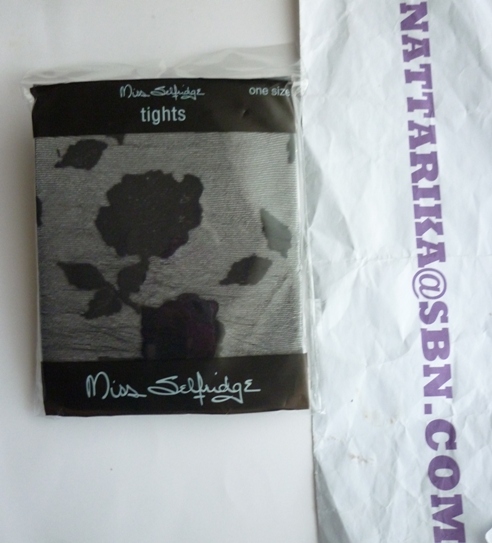 Miss Selfridge
one size
tights
Miss Selfridge
NATTARIKA@SBN.COM